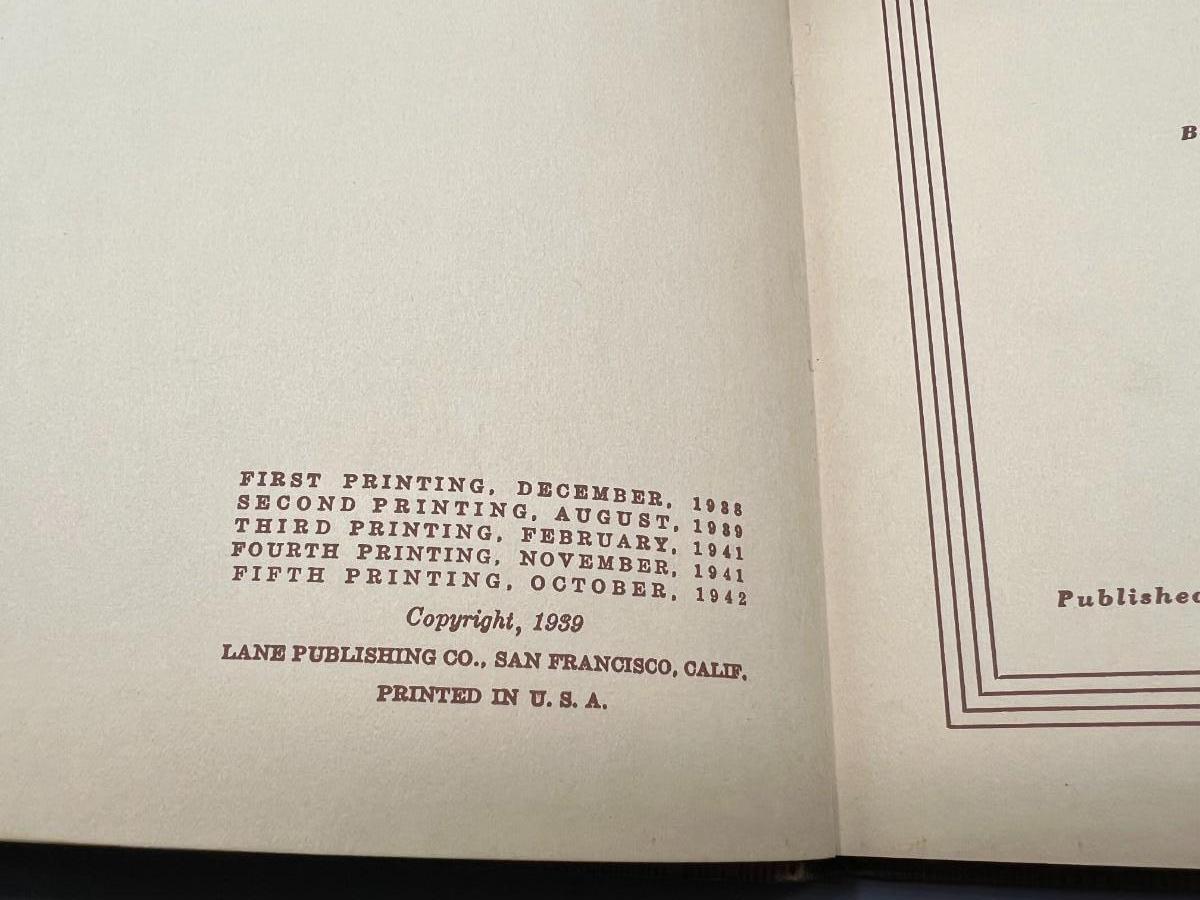 FIRST PRINTING, DECEMBER, 1938
SECOND PRINTING, AUGUST, 1939
THIRD PRINTING, FEBRUARY, 1941
FOURTH PRINTING, NOVEMBER, 1941
FIFTH PRINTING, OCTOBER, 1942
Copyright, 1939
LANE PUBLISHING CO., SAN FRANCISCO, CALIF.
PRINTED IN U. S. A.
B
Published